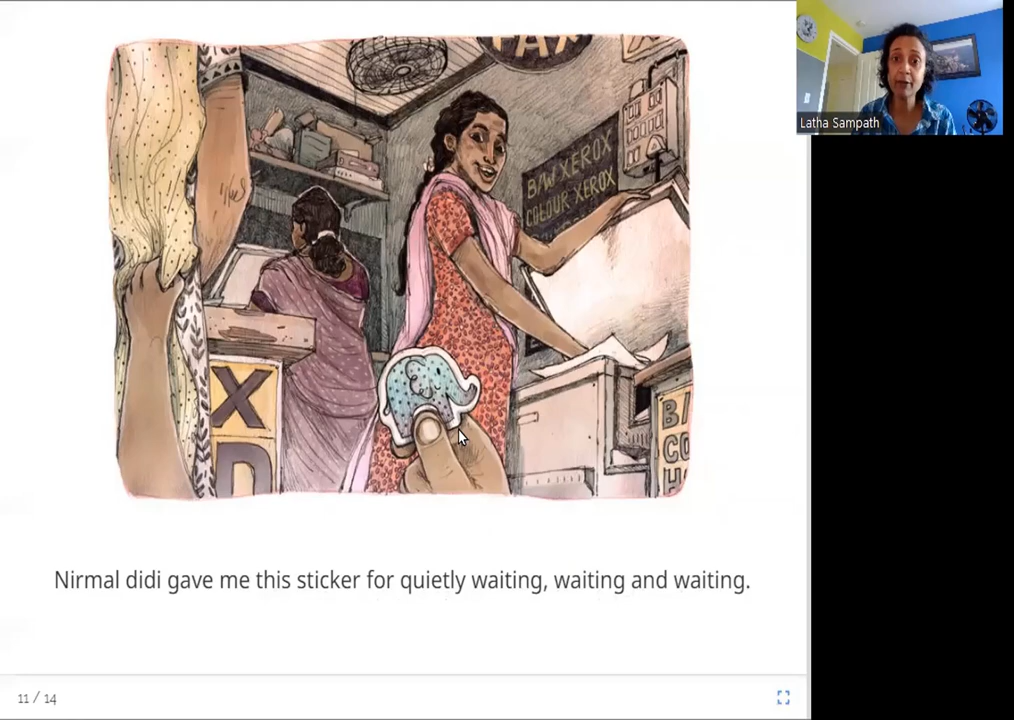 FAX
Latha Sampath
B/W XEROX
COLOUR XEROX
X
D
B/
CO
H
Nirmal didi gave me this sticker for quietly waiting, waiting and waiting.
11 / 14